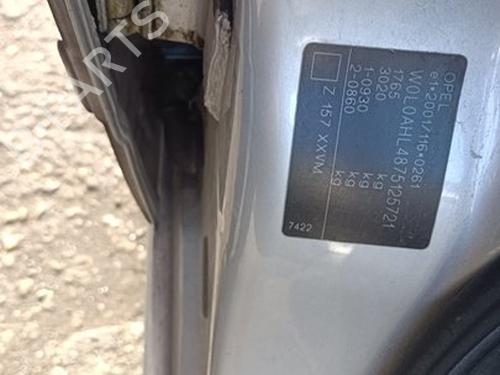 OPEL
e1*2001/116*0261
W0L0AHL4875125721
1765 kg
3020 kg
1-0930 kg
2-0860 kg
Z 157 XXVM
7422
PARTS